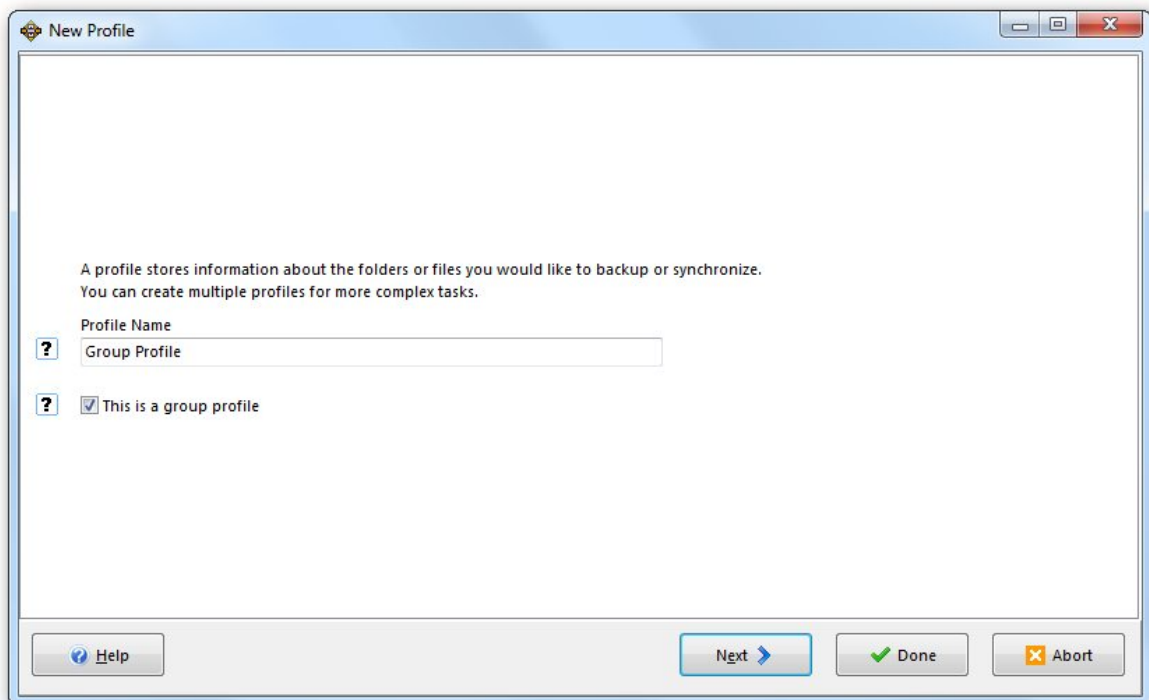 New Profile
A profile stores information about the folders or files you would like to backup or synchronize.
You can create multiple profiles for more complex tasks.
Profile Name
? Group Profile
? This is a group profile
? Help
Next
Done
Abort